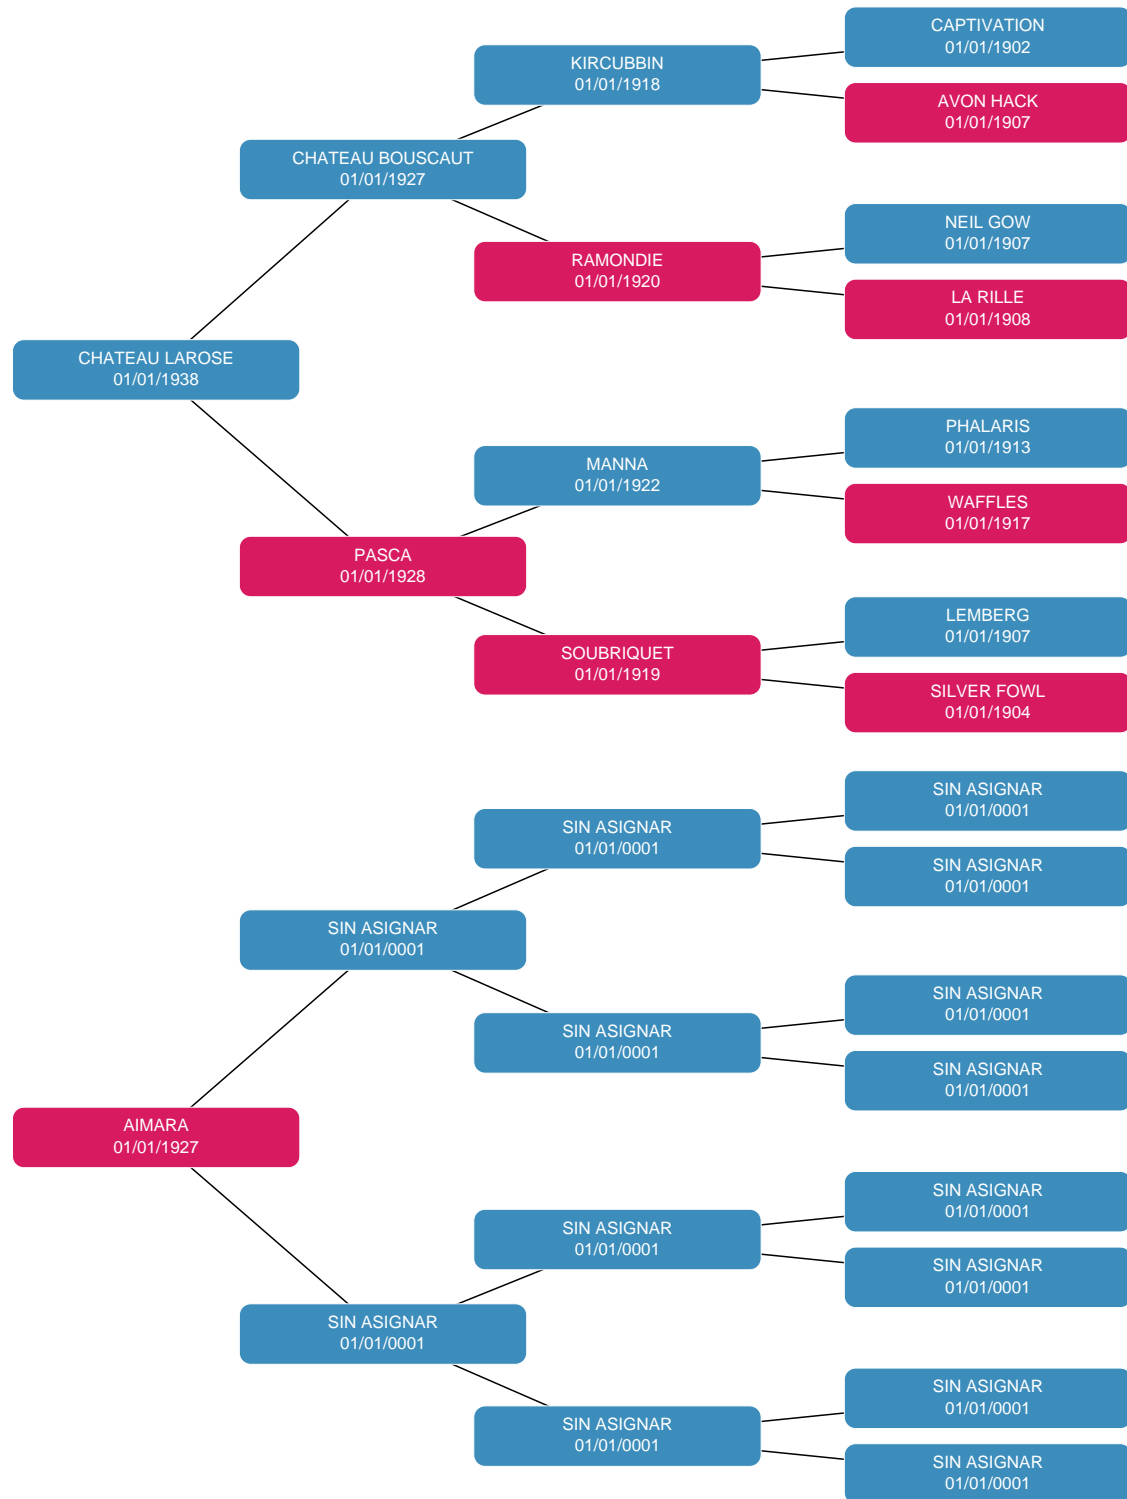 CAPTIVATION
01/01/1902
KIRCUBBIN
01/01/1918
AVON HACK
01/01/1907
CHATEAU BOUSCAUT
01/01/1927
NEIL GOW
01/01/1907
RAMONDIE
01/01/1920
LA RILLE
01/01/1908
CHATEAU LAROSE
01/01/1938
PHALARIS
01/01/1913
MANNA
01/01/1922
WAFFLES
01/01/1917
PASCA
01/01/1928
LEMBERG
01/01/1907
SOUBRIQUET
01/01/1919
SILVER FOWL
01/01/1904
SIN ASIGNAR
01/01/0001
SIN ASIGNAR
01/01/0001
SIN ASIGNAR
01/01/0001
SIN ASIGNAR
01/01/0001
SIN ASIGNAR
01/01/0001
SIN ASIGNAR
01/01/0001
SIN ASIGNAR
01/01/0001
AIMARA
01/01/1927
SIN ASIGNAR
01/01/0001
SIN ASIGNAR
01/01/0001
SIN ASIGNAR
01/01/0001
SIN ASIGNAR
01/01/0001
SIN ASIGNAR
01/01/0001
SIN ASIGNAR
01/01/0001
SIN ASIGNAR
01/01/0001